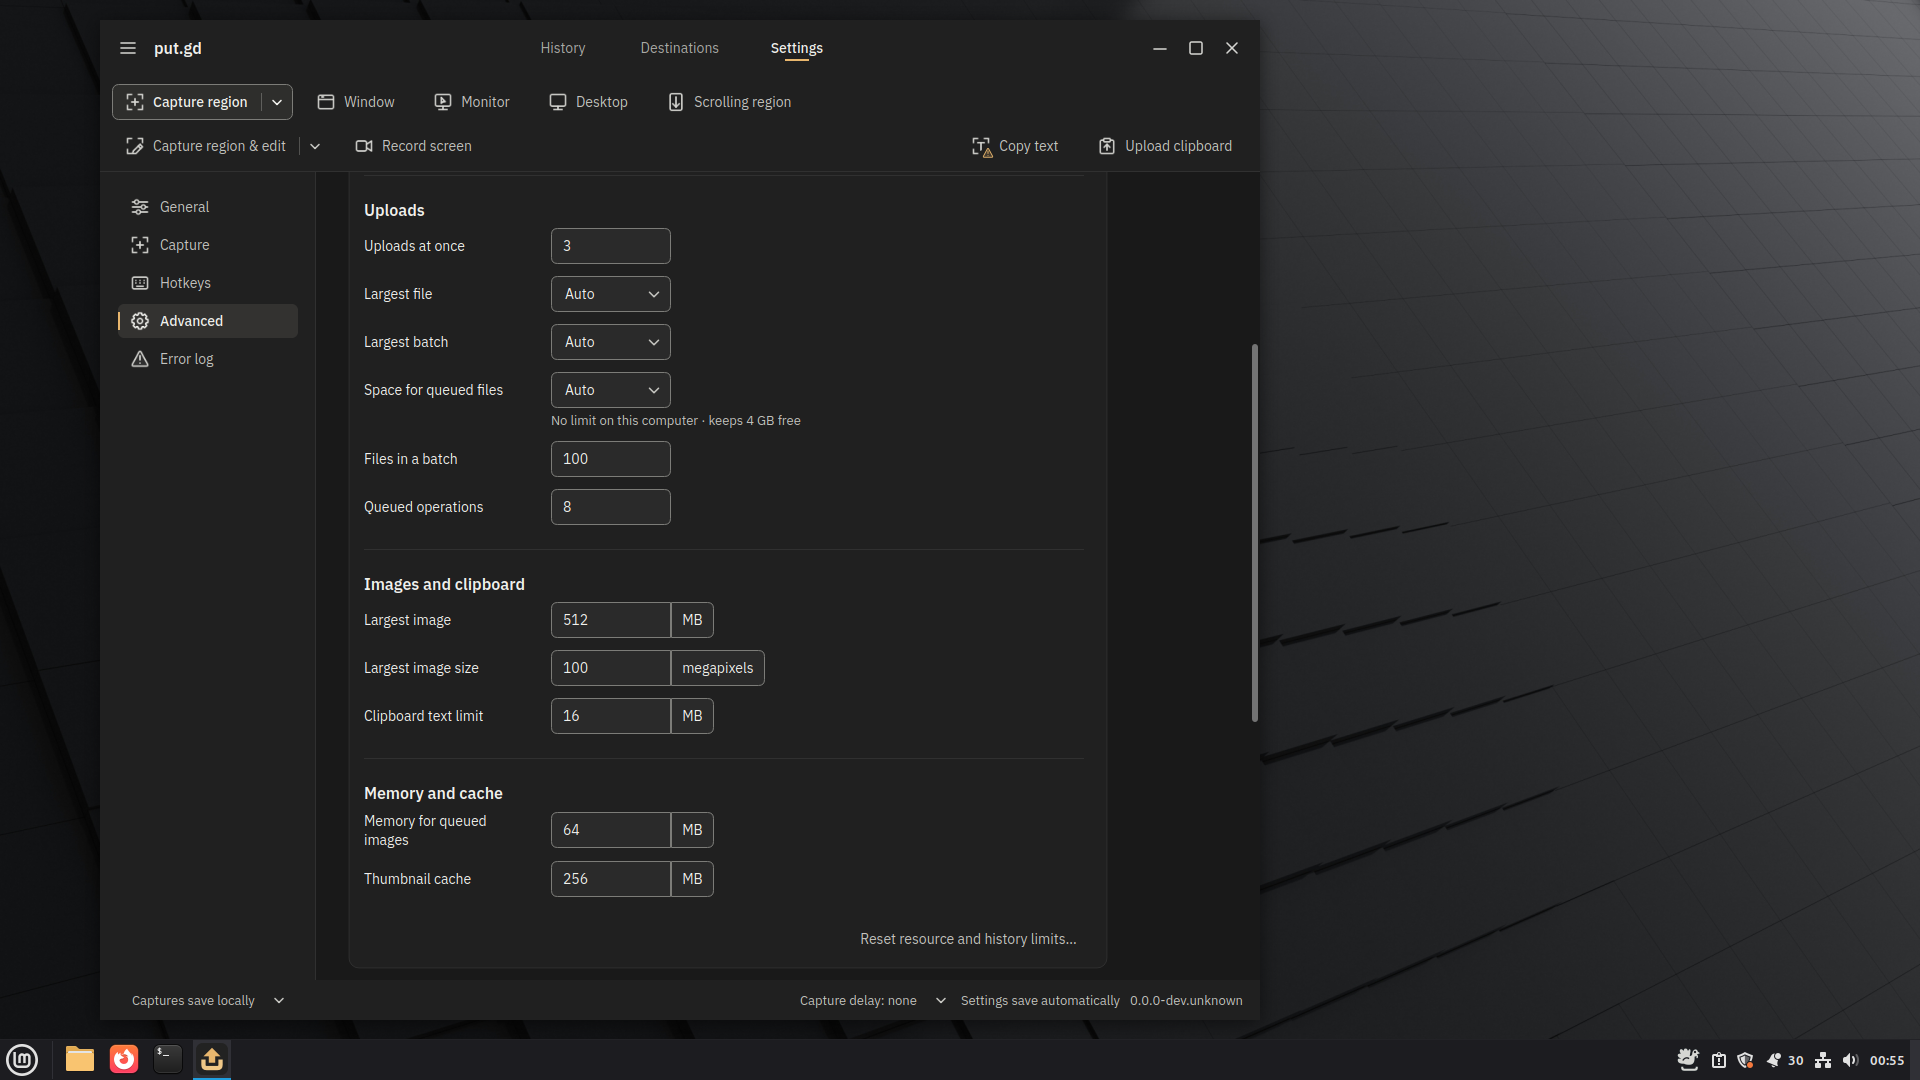 put.gd
History
Destinations
Settings
Capture region
Window
Monitor
Desktop
Scrolling region
Capture region & edit
Record screen
Copy text
Upload clipboard
General
Capture
Hotkeys
Advanced
Error log
Uploads
Uploads at once
3
Largest file
Auto
Largest batch
Auto
Space for queued files
Auto
No limit on this computer · keeps 4 GB free
Files in a batch
100
Queued operations
8
Images and clipboard
Largest image
512
MB
Largest image size
100
megapixels
Clipboard text limit
16
MB
Memory and cache
Memory for queued
images
64
MB
Thumbnail cache
256
MB
Reset resource and history limits...
Captures save locally
Capture delay: none
Settings save automatically
0.0.0-dev.unknown
$_
30
00:55